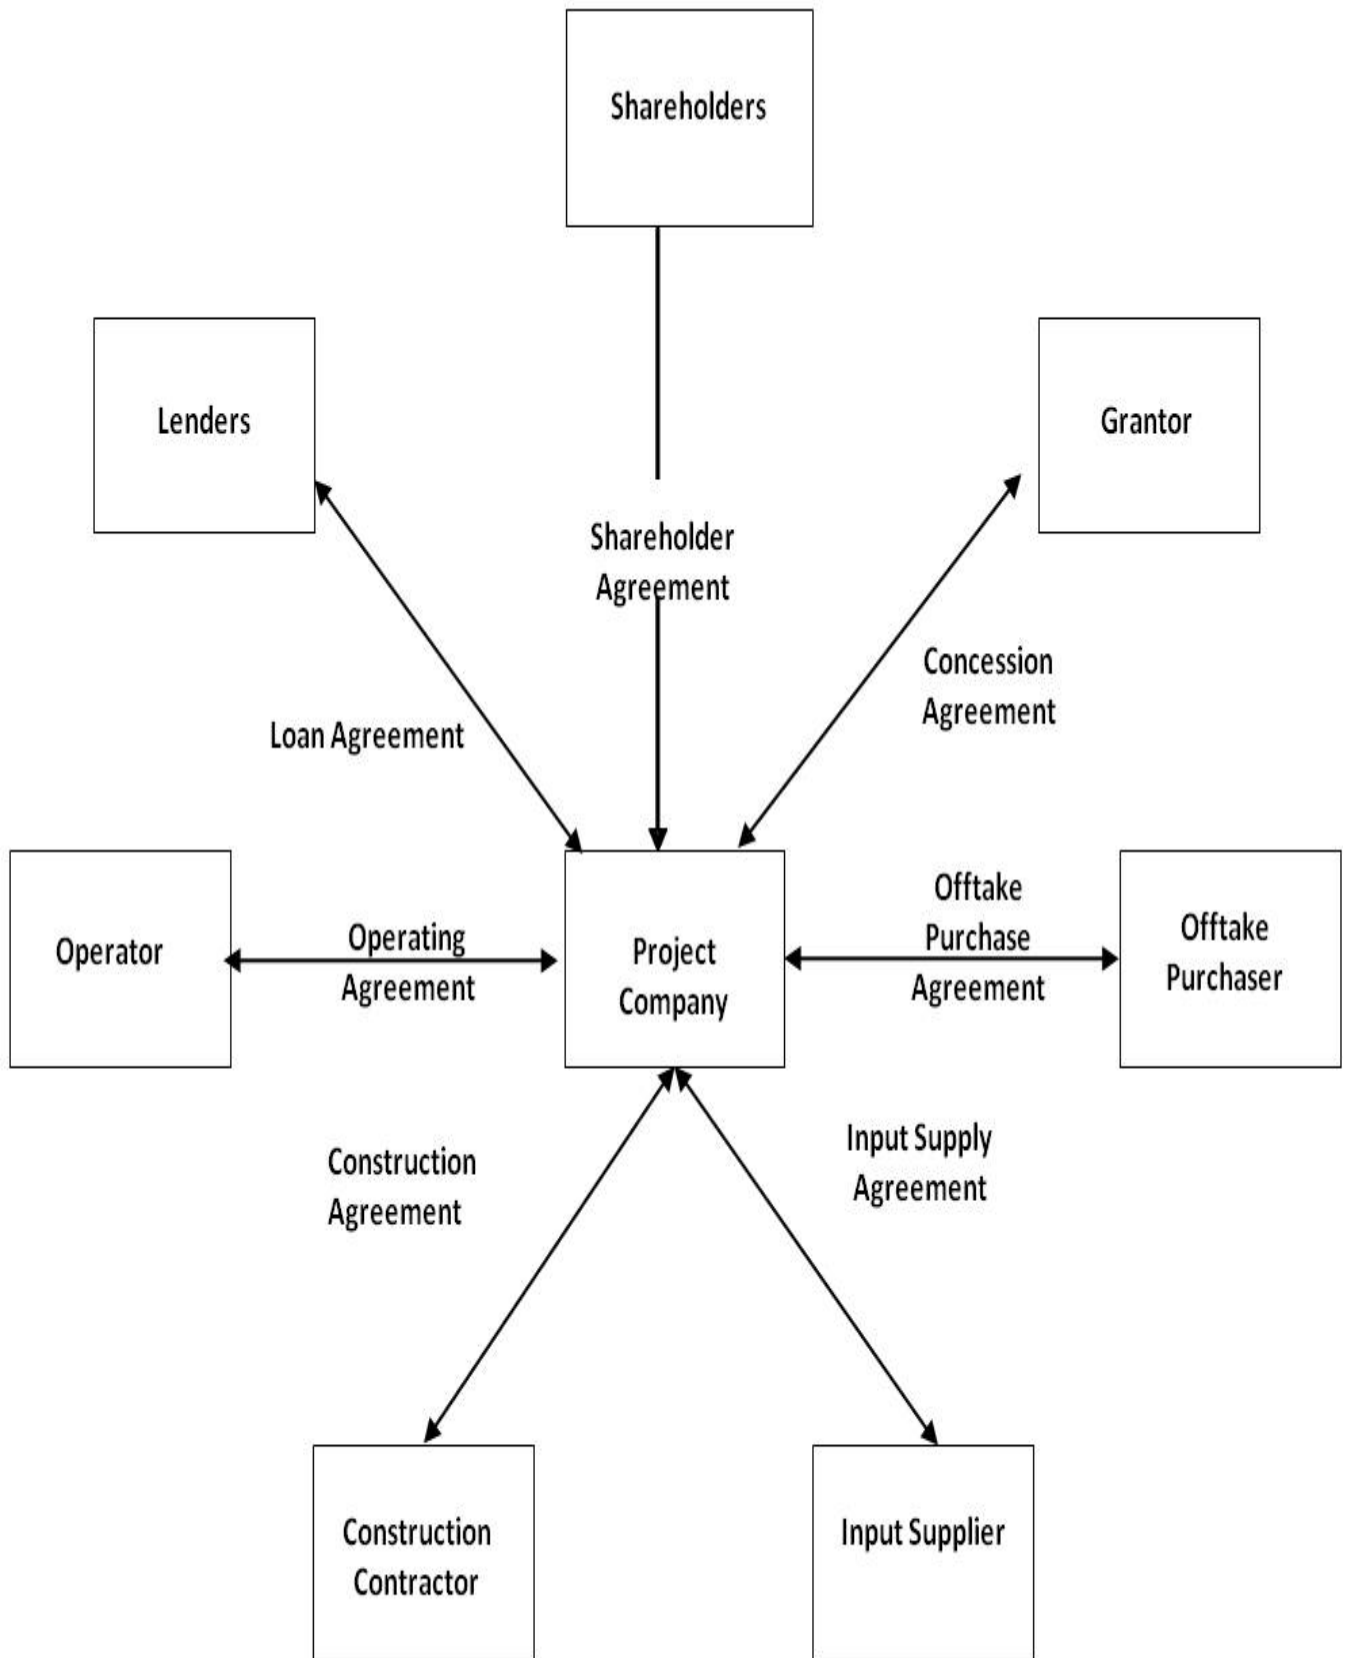 Shareholders
Lenders
Grantor
Shareholder
Agreement
Concession
Agreement
Loan Agreement
Operator
Operating
Agreement
Project
Company
Offtake
Purchase
Agreement
Offtake
Purchaser
Construction
Agreement
Input Supply
Agreement
Construction
Contractor
Input Supplier